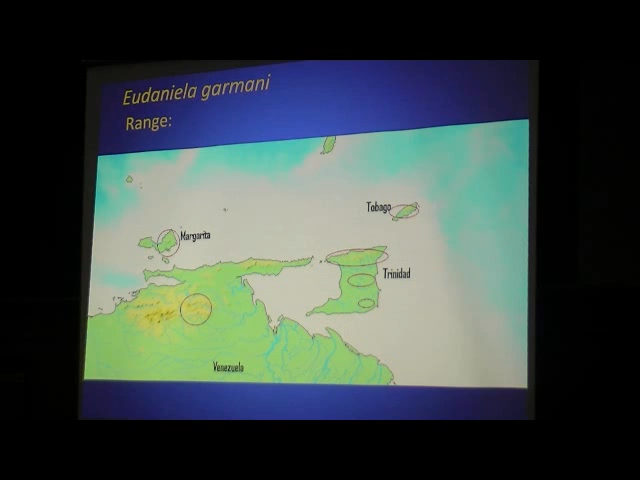 Eudaniela garmani
Range:
Tobago
Margarita
Trinidad
Venezuela